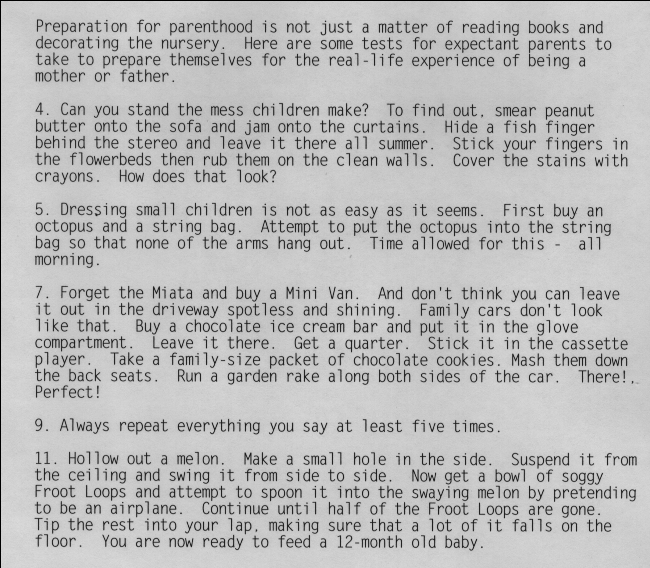 Preparation for parenthood is not just a matter of reading books and
decorating the nursery.  Here are some tests for expectant parents to
take to prepare themselves for the real-life experience of being a
mother or father.

4. Can you stand the mess children make?  To find out, smear peanut
butter onto the sofa and jam onto the curtains.  Hide a fish finger
behind the stereo and leave it there all summer.  Stick your fingers in
the flowerbeds then rub them on the clean walls.  Cover the stains with
crayons.  How does that look?

5. Dressing small children is not as easy as it seems.  First buy an
octopus and a string bag.  Attempt to put the octopus into the string
bag so that none of the arms hang out.  Time allowed for this -  all
morning.

7. Forget the Miata and buy a Mini Van.  And don't think you can leave
it out in the driveway spotless and shining.  Family cars don't look
like that.  Buy a chocolate ice cream bar and put it in the glove
compartment.  Leave it there.  Get a quarter.  Stick it in the cassette
player.  Take a family-size packet of chocolate cookies. Mash them down
the back seats.  Run a garden rake along both sides of the car.  There!.
Perfect!

9. Always repeat everything you say at least five times.

11. Hollow out a melon.  Make a small hole in the side.  Suspend it from
the ceiling and swing it from side to side.  Now get a bowl of soggy
Froot Loops and attempt to spoon it into the swaying melon by pretending
to be an airplane.  Continue until half of the Froot Loops are gone.
Tip the rest into your lap, making sure that a lot of it falls on the
floor.  You are now ready to feed a 12-month old baby.